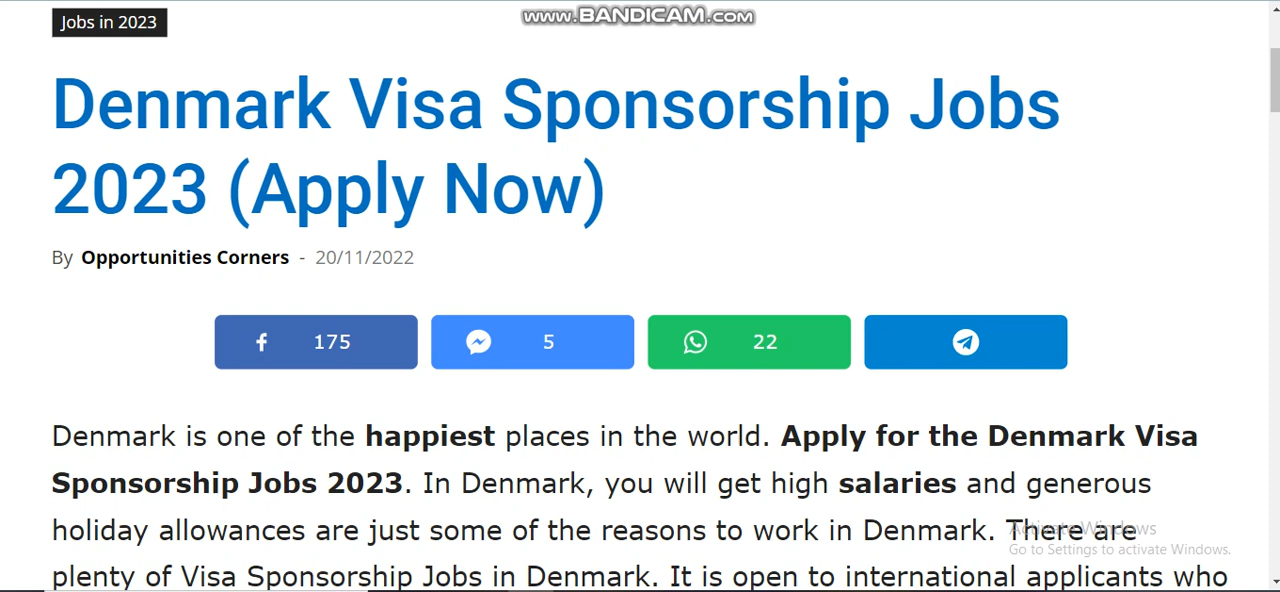 Jobs in 2023
www.BANDICAM.com
Denmark Visa Sponsorship Jobs
2023 (Apply Now)
By Opportunities Corners - 20/11/2022
175
5
22
Denmark is one of the happiest places in the world. Apply for the Denmark Visa
Sponsorship Jobs 2023. In Denmark, you will get high salaries and generous
holiday allowances are just some of the reasons to work in Denmark. There are
Activate Windows
Go to Settings to activate Windows.
plenty of Visa Sponsorship Jobs in Denmark. It is open to international applicants who